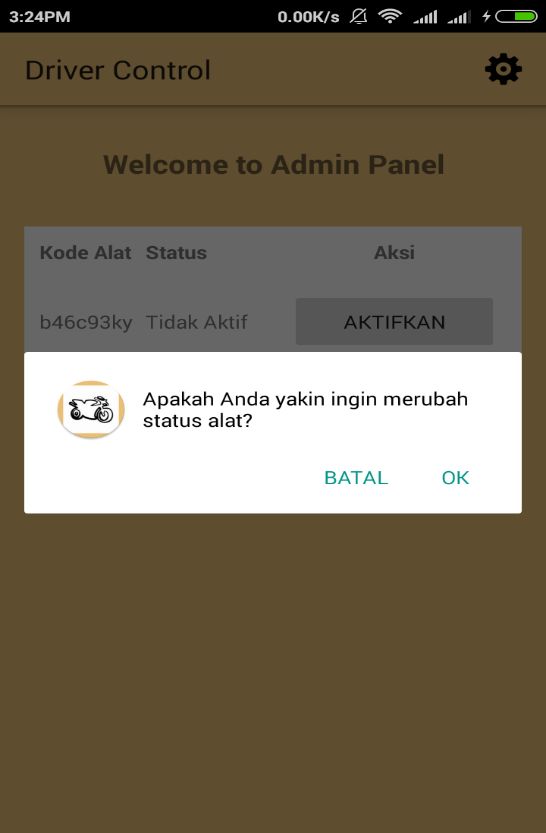 3:24PM 0.00K/s
Driver Control
Welcome to Admin Panel
Kode Alat Status Aksi
b46c93ky Tidak Aktif AKTIFKAN
Apakah Anda yakin ingin merubah
status alat?
BATAL OK